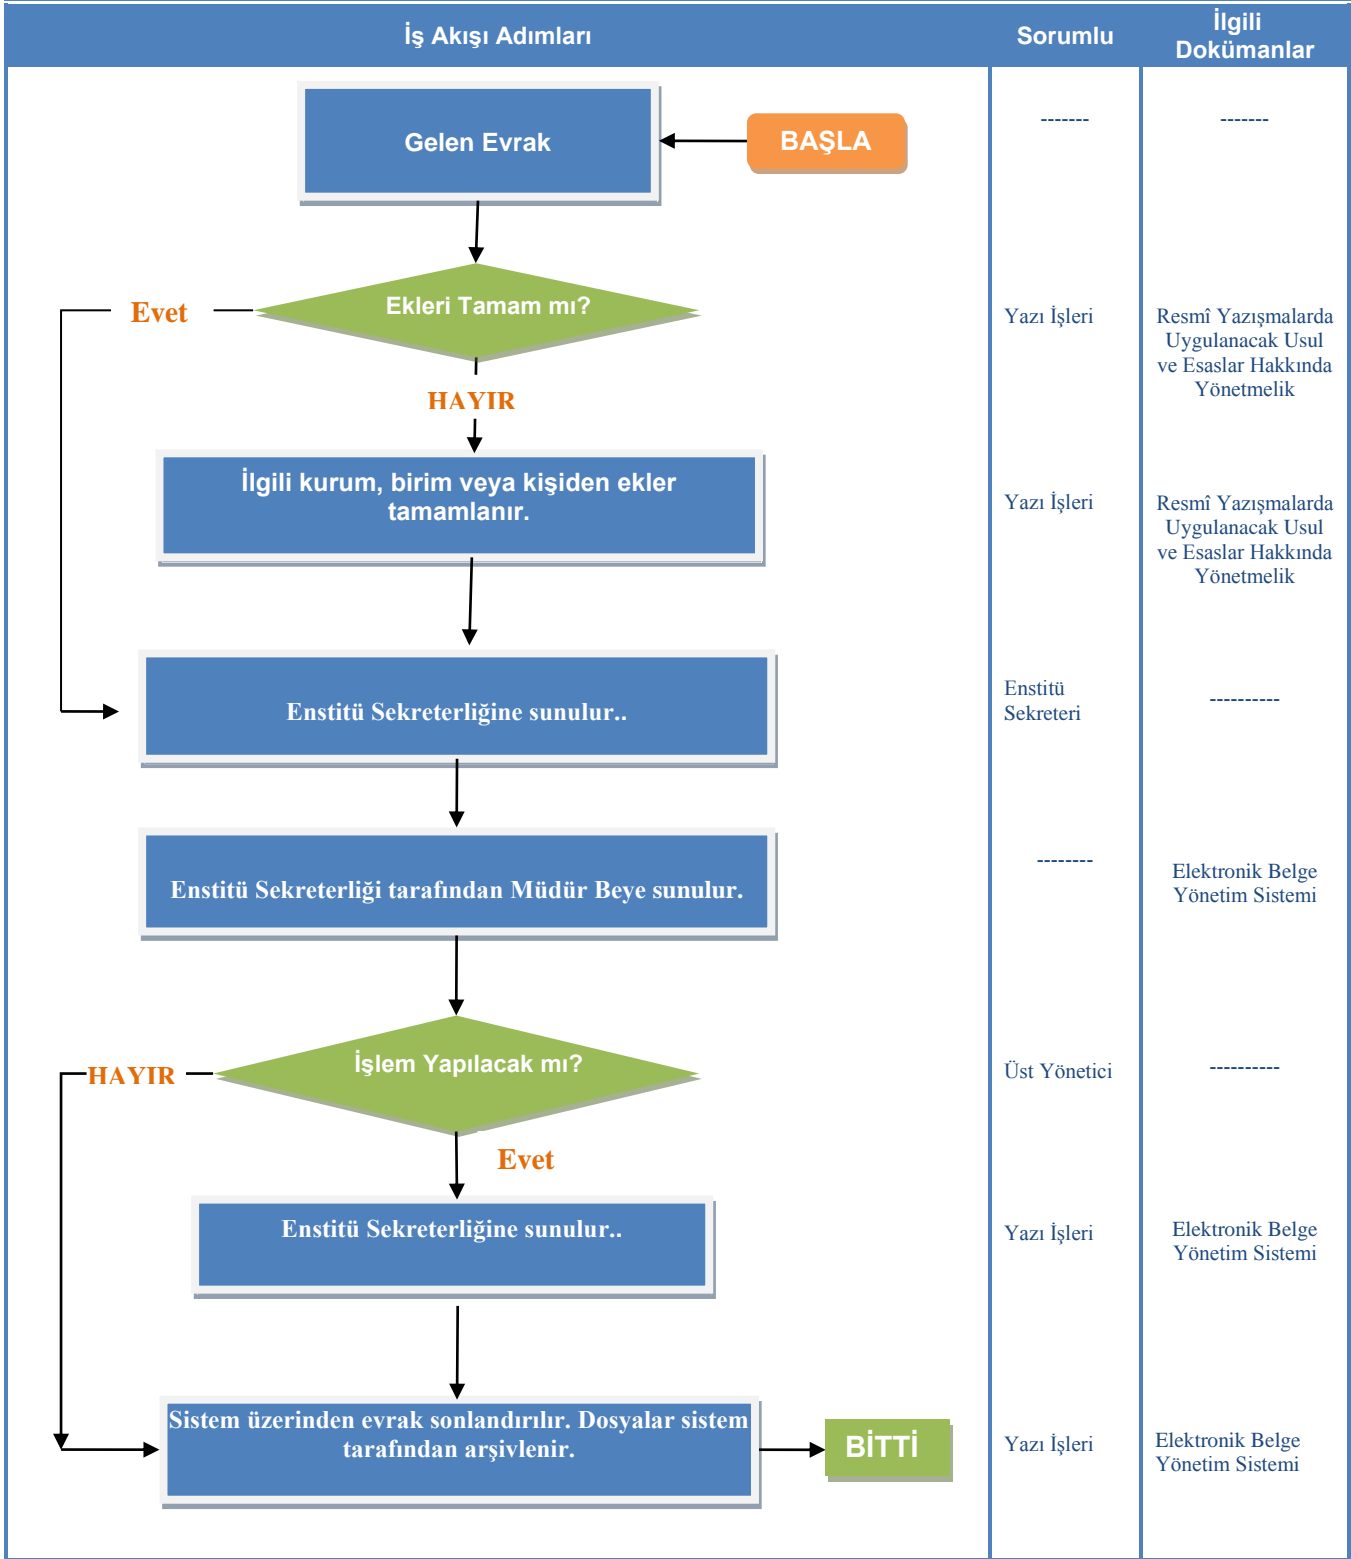 İş Akışı Adımları
Sorumlu
İlgili
Dokümanlar
Gelen Evrak
BAŞLA
-------
-------
Ekleri Tamam mı?
Evet
HAYIR
Yazı İşleri
Resmî Yazışmalarda
Uygulanacak Usul
ve Esaslar Hakkında
Yönetmelik
İlgili kurum, birim veya kişiden ekler
tamamlanır.
Yazı İşleri
Resmî Yazışmalarda
Uygulanacak Usul
ve Esaslar Hakkında
Yönetmelik
Enstitü Sekreterliğine sunulur..
Enstitü
Sekreteri
----------
Enstitü Sekreterliği tarafından Müdür Beye sunulur.
--------
Elektronik Belge
Yönetim Sistemi
İşlem Yapılacak mı?
HAYIR
Evet
Üst Yönetici
----------
Enstitü Sekreterliğine sunulur..
Yazı İşleri
Elektronik Belge
Yönetim Sistemi
Sistem üzerinden evrak sonlandırılır. Dosyalar sistem
tarafından arşivlenir.
BİTTİ
Yazı İşleri
Elektronik Belge
Yönetim Sistemi